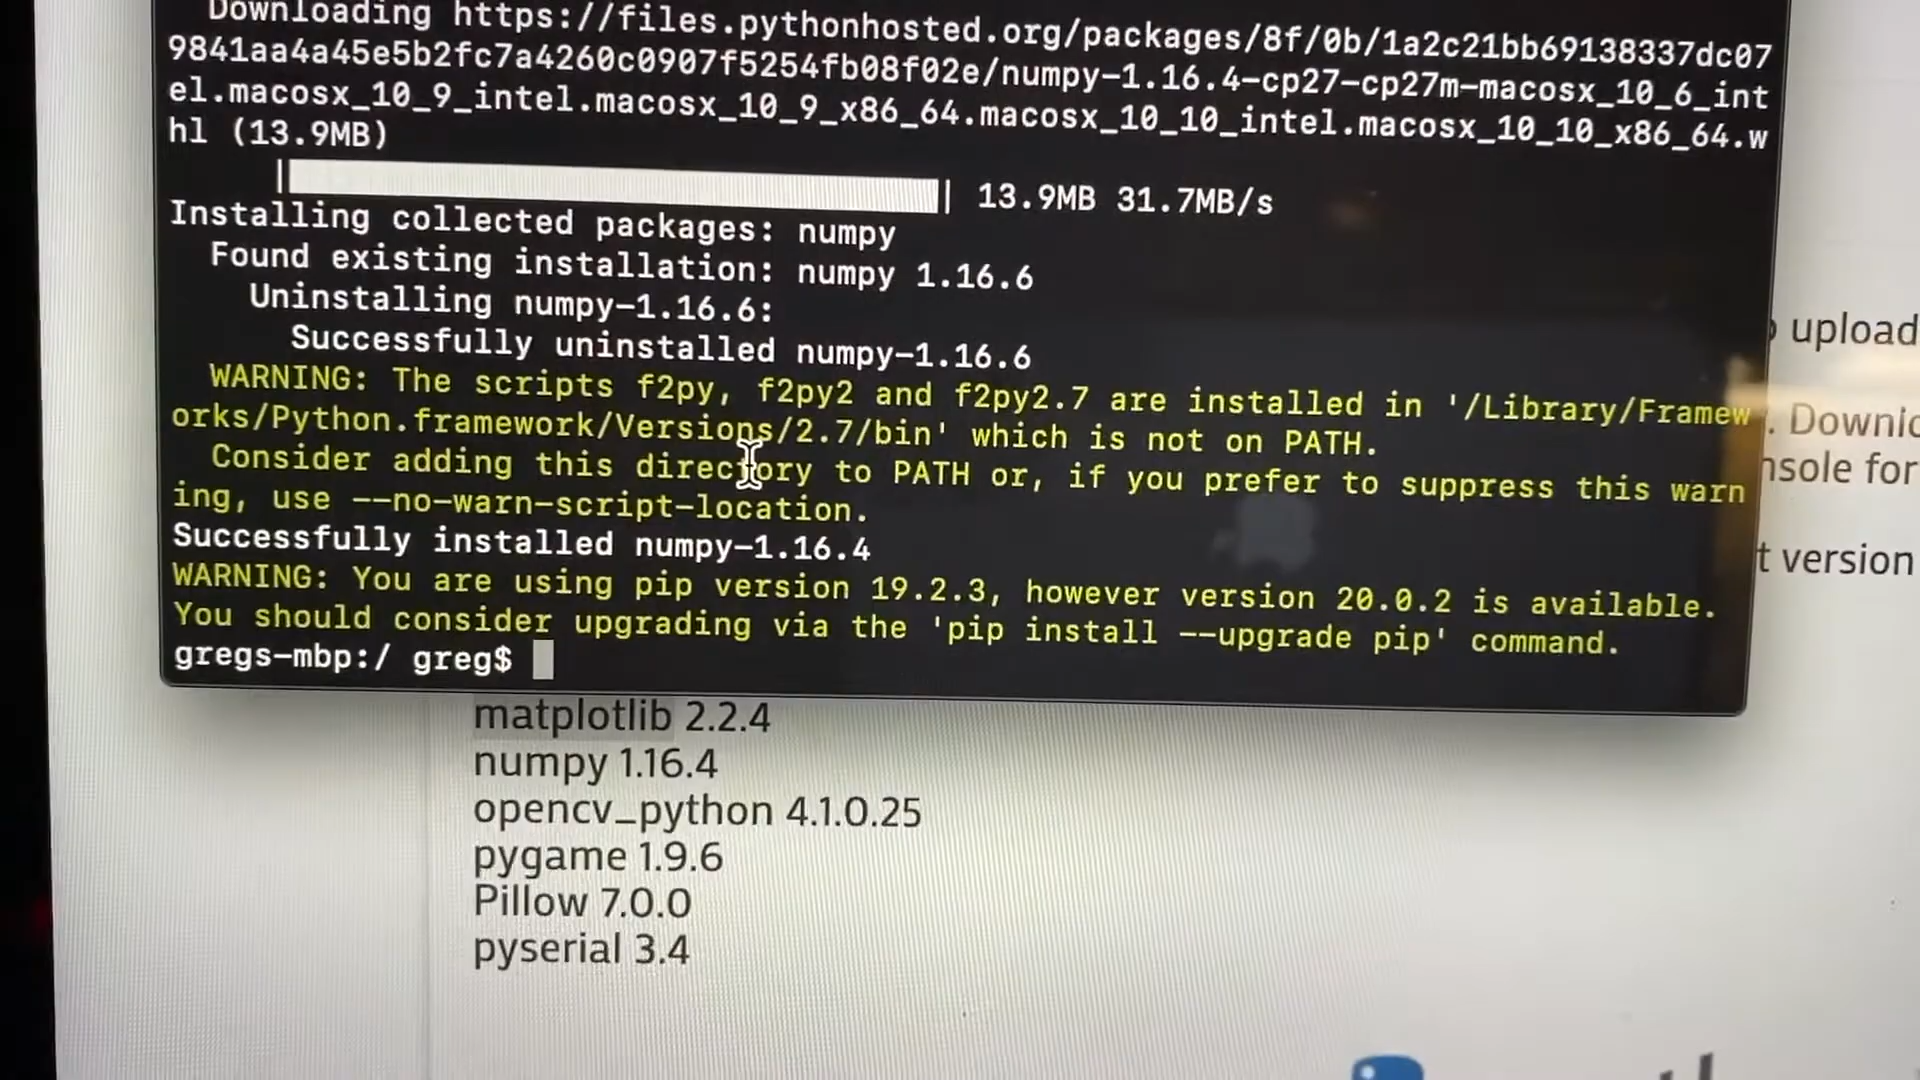 Downloading https://files.pythonhosted.org/packages/8f/0b/1a2c21bb69138337dc07
9841aa4a45e5b2fc7a4260c0907f5254fb08f02e/numpy-1.16.4-cp27-cp27m-macosx_10_6_int
el.macosx_10_9_intel.macosx_10_9_x86_64.macosx_10_10_intel.macosx_10_10_x86_64.w
hl (13.9MB)
13.9MB 31.7MB/s
Installing collected packages: numpy
Found existing installation: numpy 1.16.6
Uninstalling numpy-1.16.6:
Successfully uninstalled numpy-1.16.6
WARNING: The scripts f2py, f2py2 and f2py2.7 are installed in '/Library/Framew
orks/Python.framework/Versions/2.7/bin' which is not on PATH.
Consider adding this directory to PATH or, if you prefer to suppress this warn
ing, use --no-warn-script-location.
Successfully installed numpy-1.16.4
WARNING: You are using pip version 19.2.3, however version 20.0.2 is available.
You should consider upgrading via the 'pip install --upgrade pip' command.
gregs-mbp:/ greg$
upload
. Downlo
nsole for
t version
matplotlib 2.2.4
numpy 1.16.4
opencv_python 4.1.0.25
pygame 1.9.6
Pillow 7.0.0
pyserial 3.4